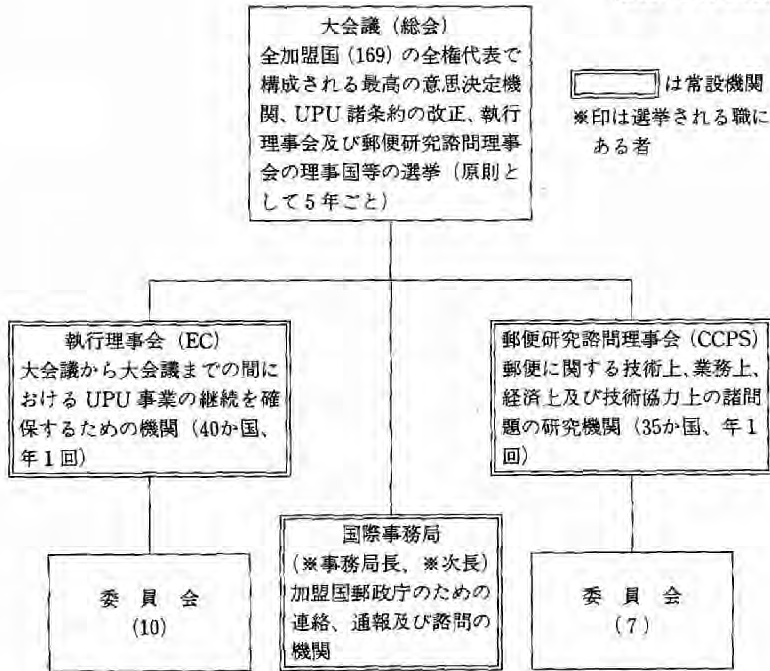 大会議（総会）
全加盟国（169）の全権代表で
構成される最高の意思決定機
関、UPU 諸条約の改正、執行
理事会及び郵便研究諮問理事
会の理事国等の選挙（原則と
して5年ごと）
は常設機関
※印は選挙される職に
ある者
執行理事会（EC）
大会議から大会議までの間に
おける UPU 事業の継続を確
保するための機関（40か国、
年1回）
郵便研究諮問理事会（CCPS）
郵便に関する技術上、業務上、
経済上及び技術協力上の諸問
題の研究機関（35か国、年1
回）
委員会
（10）
国際事務局
（※事務局長、※次長）
加盟国郵政庁のための
連絡、通報及び諮問の
機関
委員会
（7）